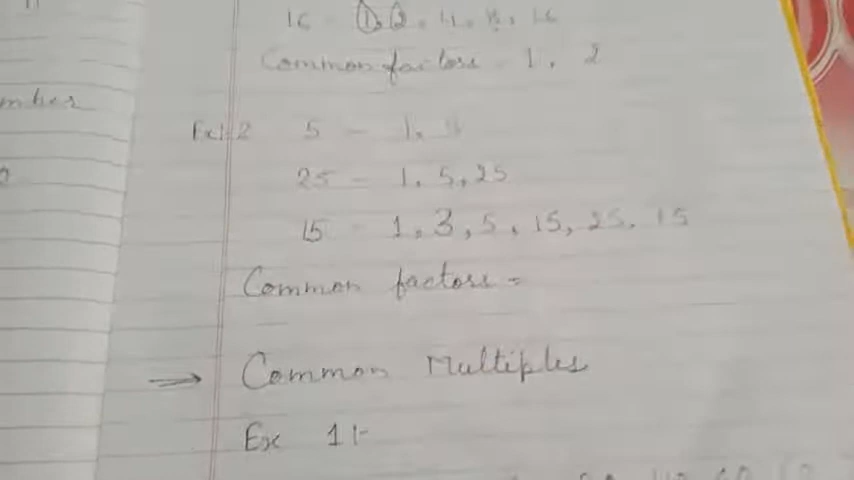 mber
16 - 1, 2, 4, 8, 16
Common factors - 1, 2
Ex 2 5 - 1, 5
25 - 1, 5, 25
15 - 1, 3, 5, 15, 25, 15
Common factors =
→ Common Multiples
Ex 1